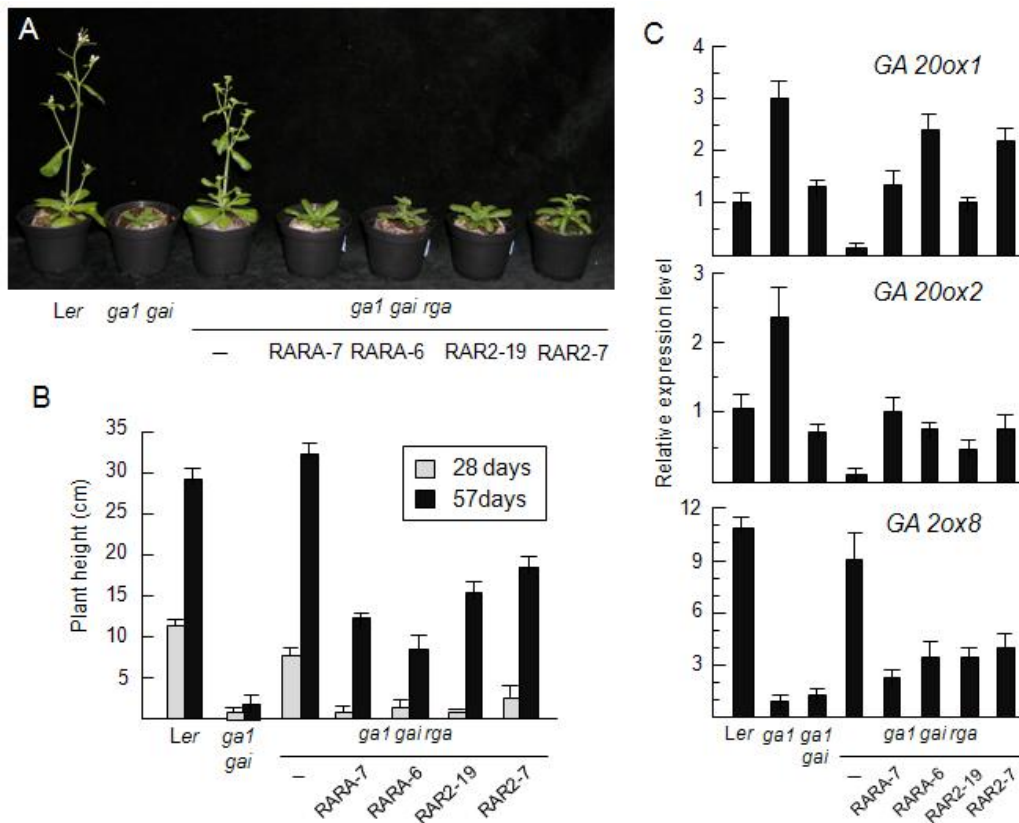 A
Ler ga1 gai ga1 gai rga
– RARA-7 RARA-6 RAR2-19 RAR2-7
B
35
30
25
20
15
10
5
Plant height (cm)
28 days
57days
Ler ga1 gai ga1 gai rga
– RARA-7 RARA-6 RAR2-19 RAR2-7
C
Relative expression level
GA 20ox1
4
3
2
1
GA 20ox2
3
2
1
GA 2ox8
12
9
6
3
Ler ga1 ga1 gai ga1 gai rga
– RARA-7 RARA-6 RAR2-19 RAR2-7